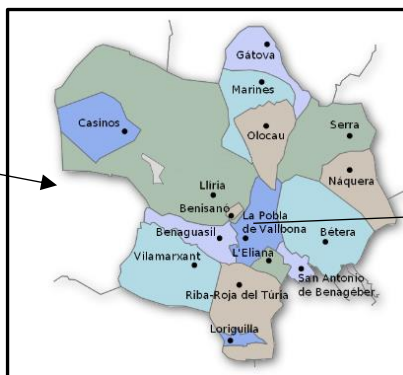 Gátova
Marines
Casinos
Olocau
Serra
Náquera
Llíria
Benisanó
La Pobla
de Vallbona
Benaguasil
Bétera
L'Eliana
Vilamarxant
San Antonio
de Benagéber
Riba-Roja del Túria
Loriguilla